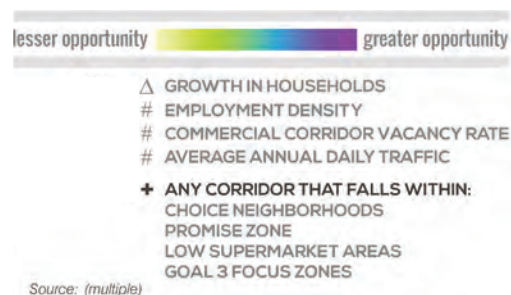 lesser opportunity greater opportunity
Δ GROWTH IN HOUSEHOLDS
# EMPLOYMENT DENSITY
# COMMERCIAL CORRIDOR VACANCY RATE
# AVERAGE ANNUAL DAILY TRAFFIC
+ ANY CORRIDOR THAT FALLS WITHIN:
CHOICE NEIGHBORHOODS
PROMISE ZONE
LOW SUPERMARKET AREAS
GOAL 3 FOCUS ZONES
Source: (multiple)